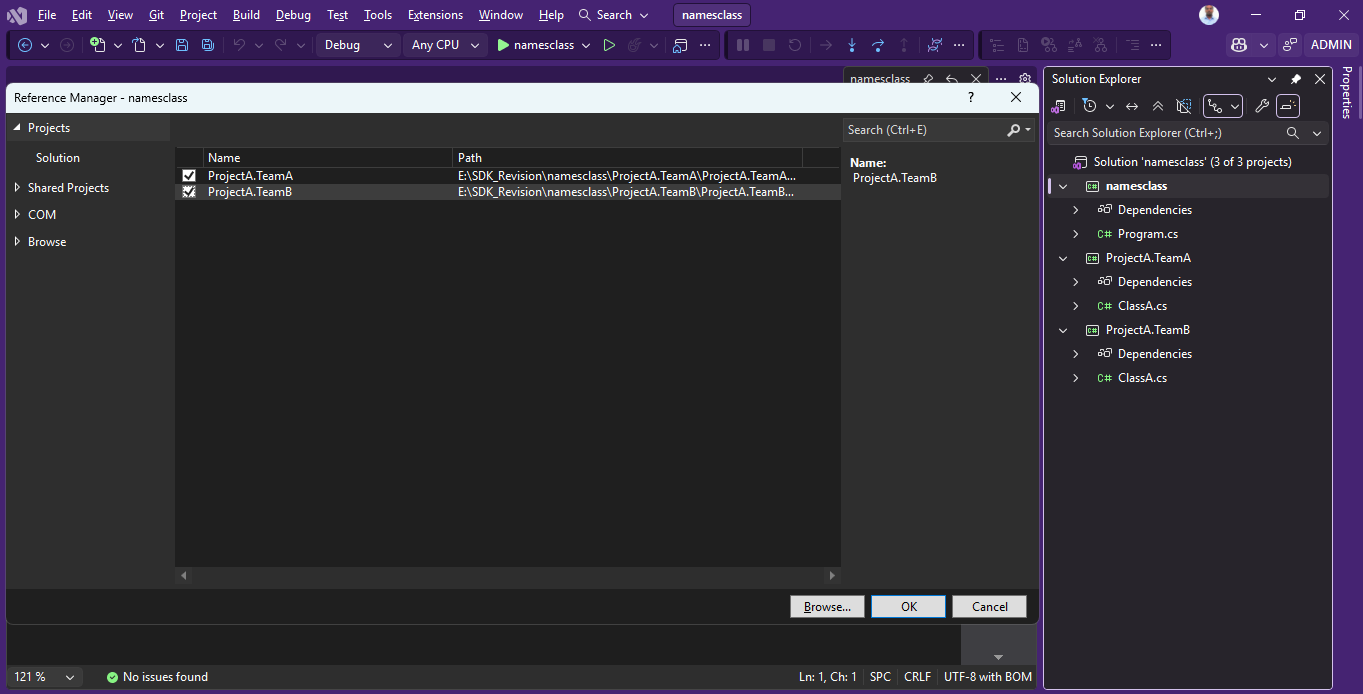 File Edit View Git Project Build Debug Test Tools Extensions Window Help Search namesclass
Debug Any CPU namesclass ADMIN
namesclass
Reference Manager - namesclass ?
Projects
Solution
Shared Projects
COM
Browse
Name Path
ProjectA.TeamA E:\SDK_Revision\namesclass\ProjectA.TeamA\ProjectA.TeamA...
ProjectA.TeamB E:\SDK_Revision\namesclass\ProjectA.TeamB\ProjectA.TeamB...
Search (Ctrl+E)
Name:
ProjectA.TeamB
Browse... OK Cancel
Solution Explorer
Search Solution Explorer (Ctrl+;)
Solution 'namesclass' (3 of 3 projects)
C# namesclass
Dependencies
C# Program.cs
C# ProjectA.TeamA
Dependencies
C# ClassA.cs
C# ProjectA.TeamB
Dependencies
C# ClassA.cs
Properties
121 % No issues found Ln: 1, Ch: 1 SPC CRLF UTF-8 with BOM